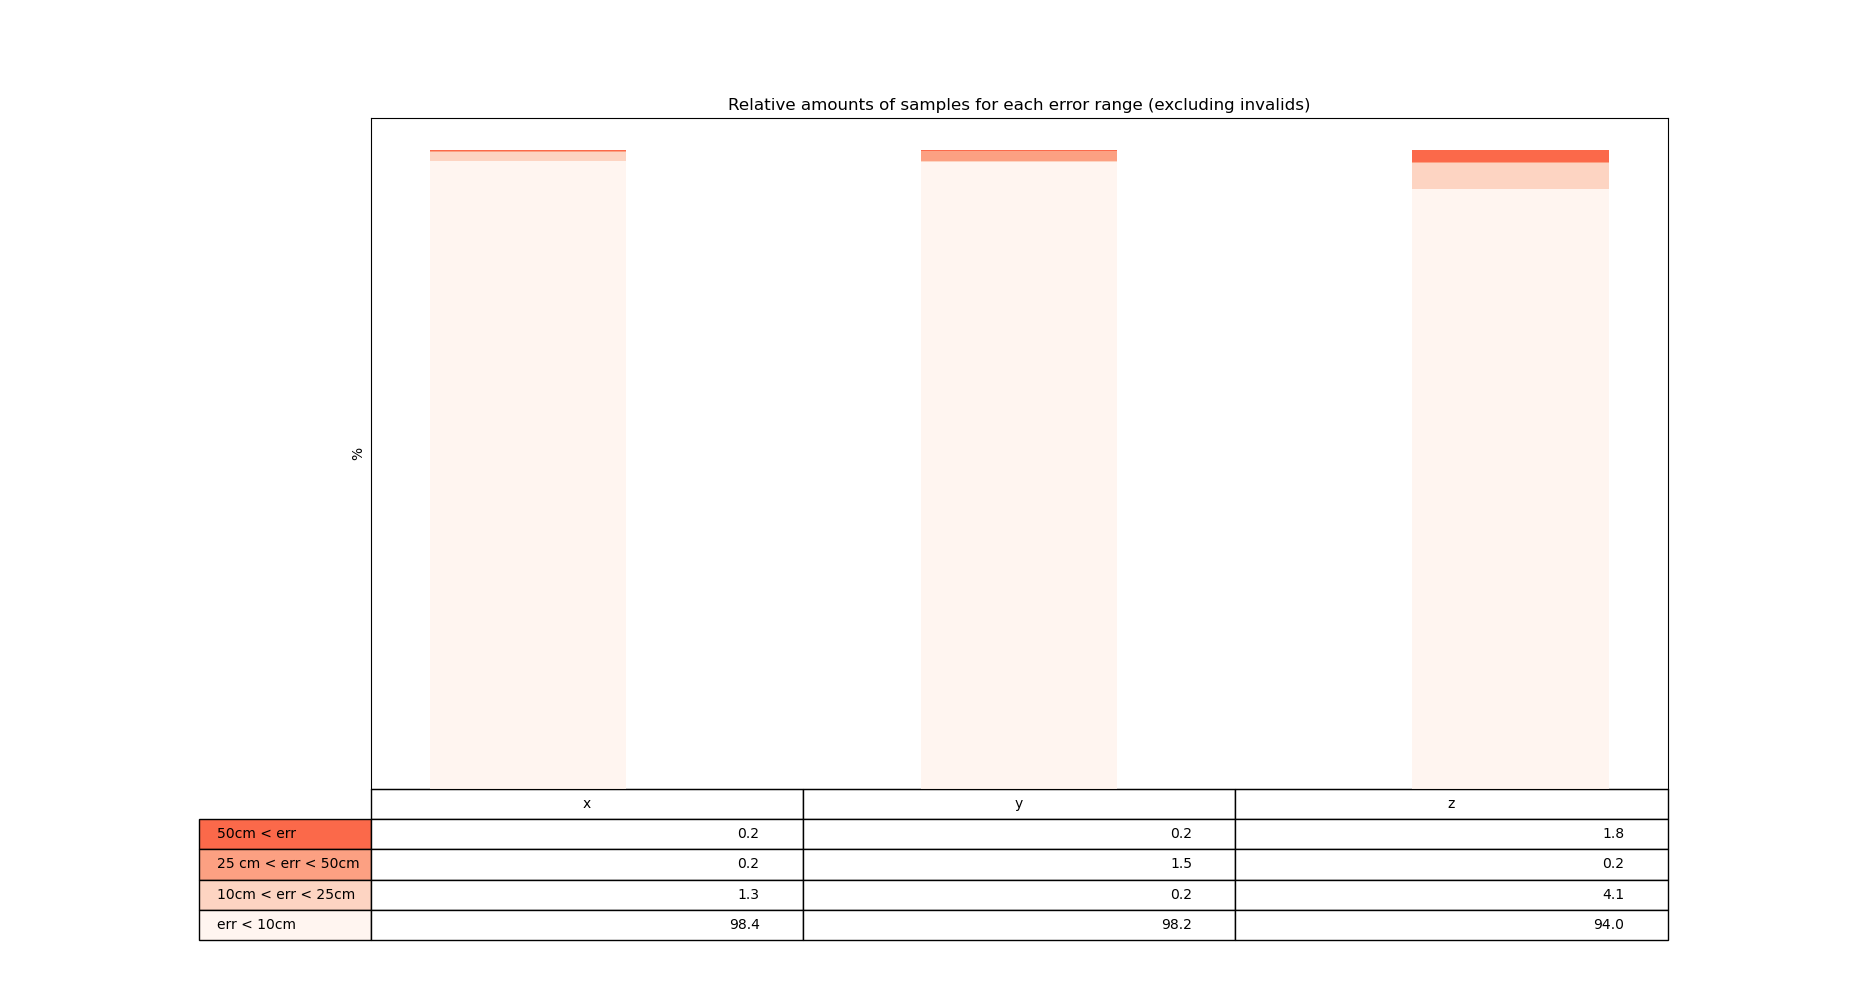 Relative amounts of samples for each error range (excluding invalids)
%
x y z
50cm < err 0.2 0.2 1.8
25 cm < err < 50cm 0.2 1.5 0.2
10cm < err < 25cm 1.3 0.2 4.1
err < 10cm 98.4 98.2 94.0